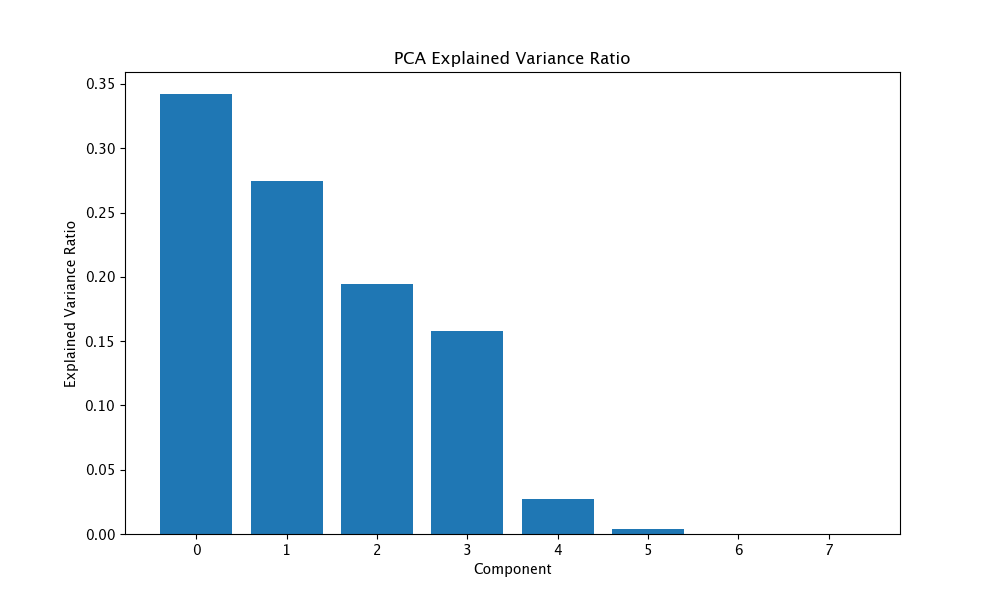 PCA Explained Variance Ratio
0.35
0.30
0.25
0.20
0.15
0.10
0.05
0.00
Explained Variance Ratio
0 1 2 3 4 5 6 7
Component